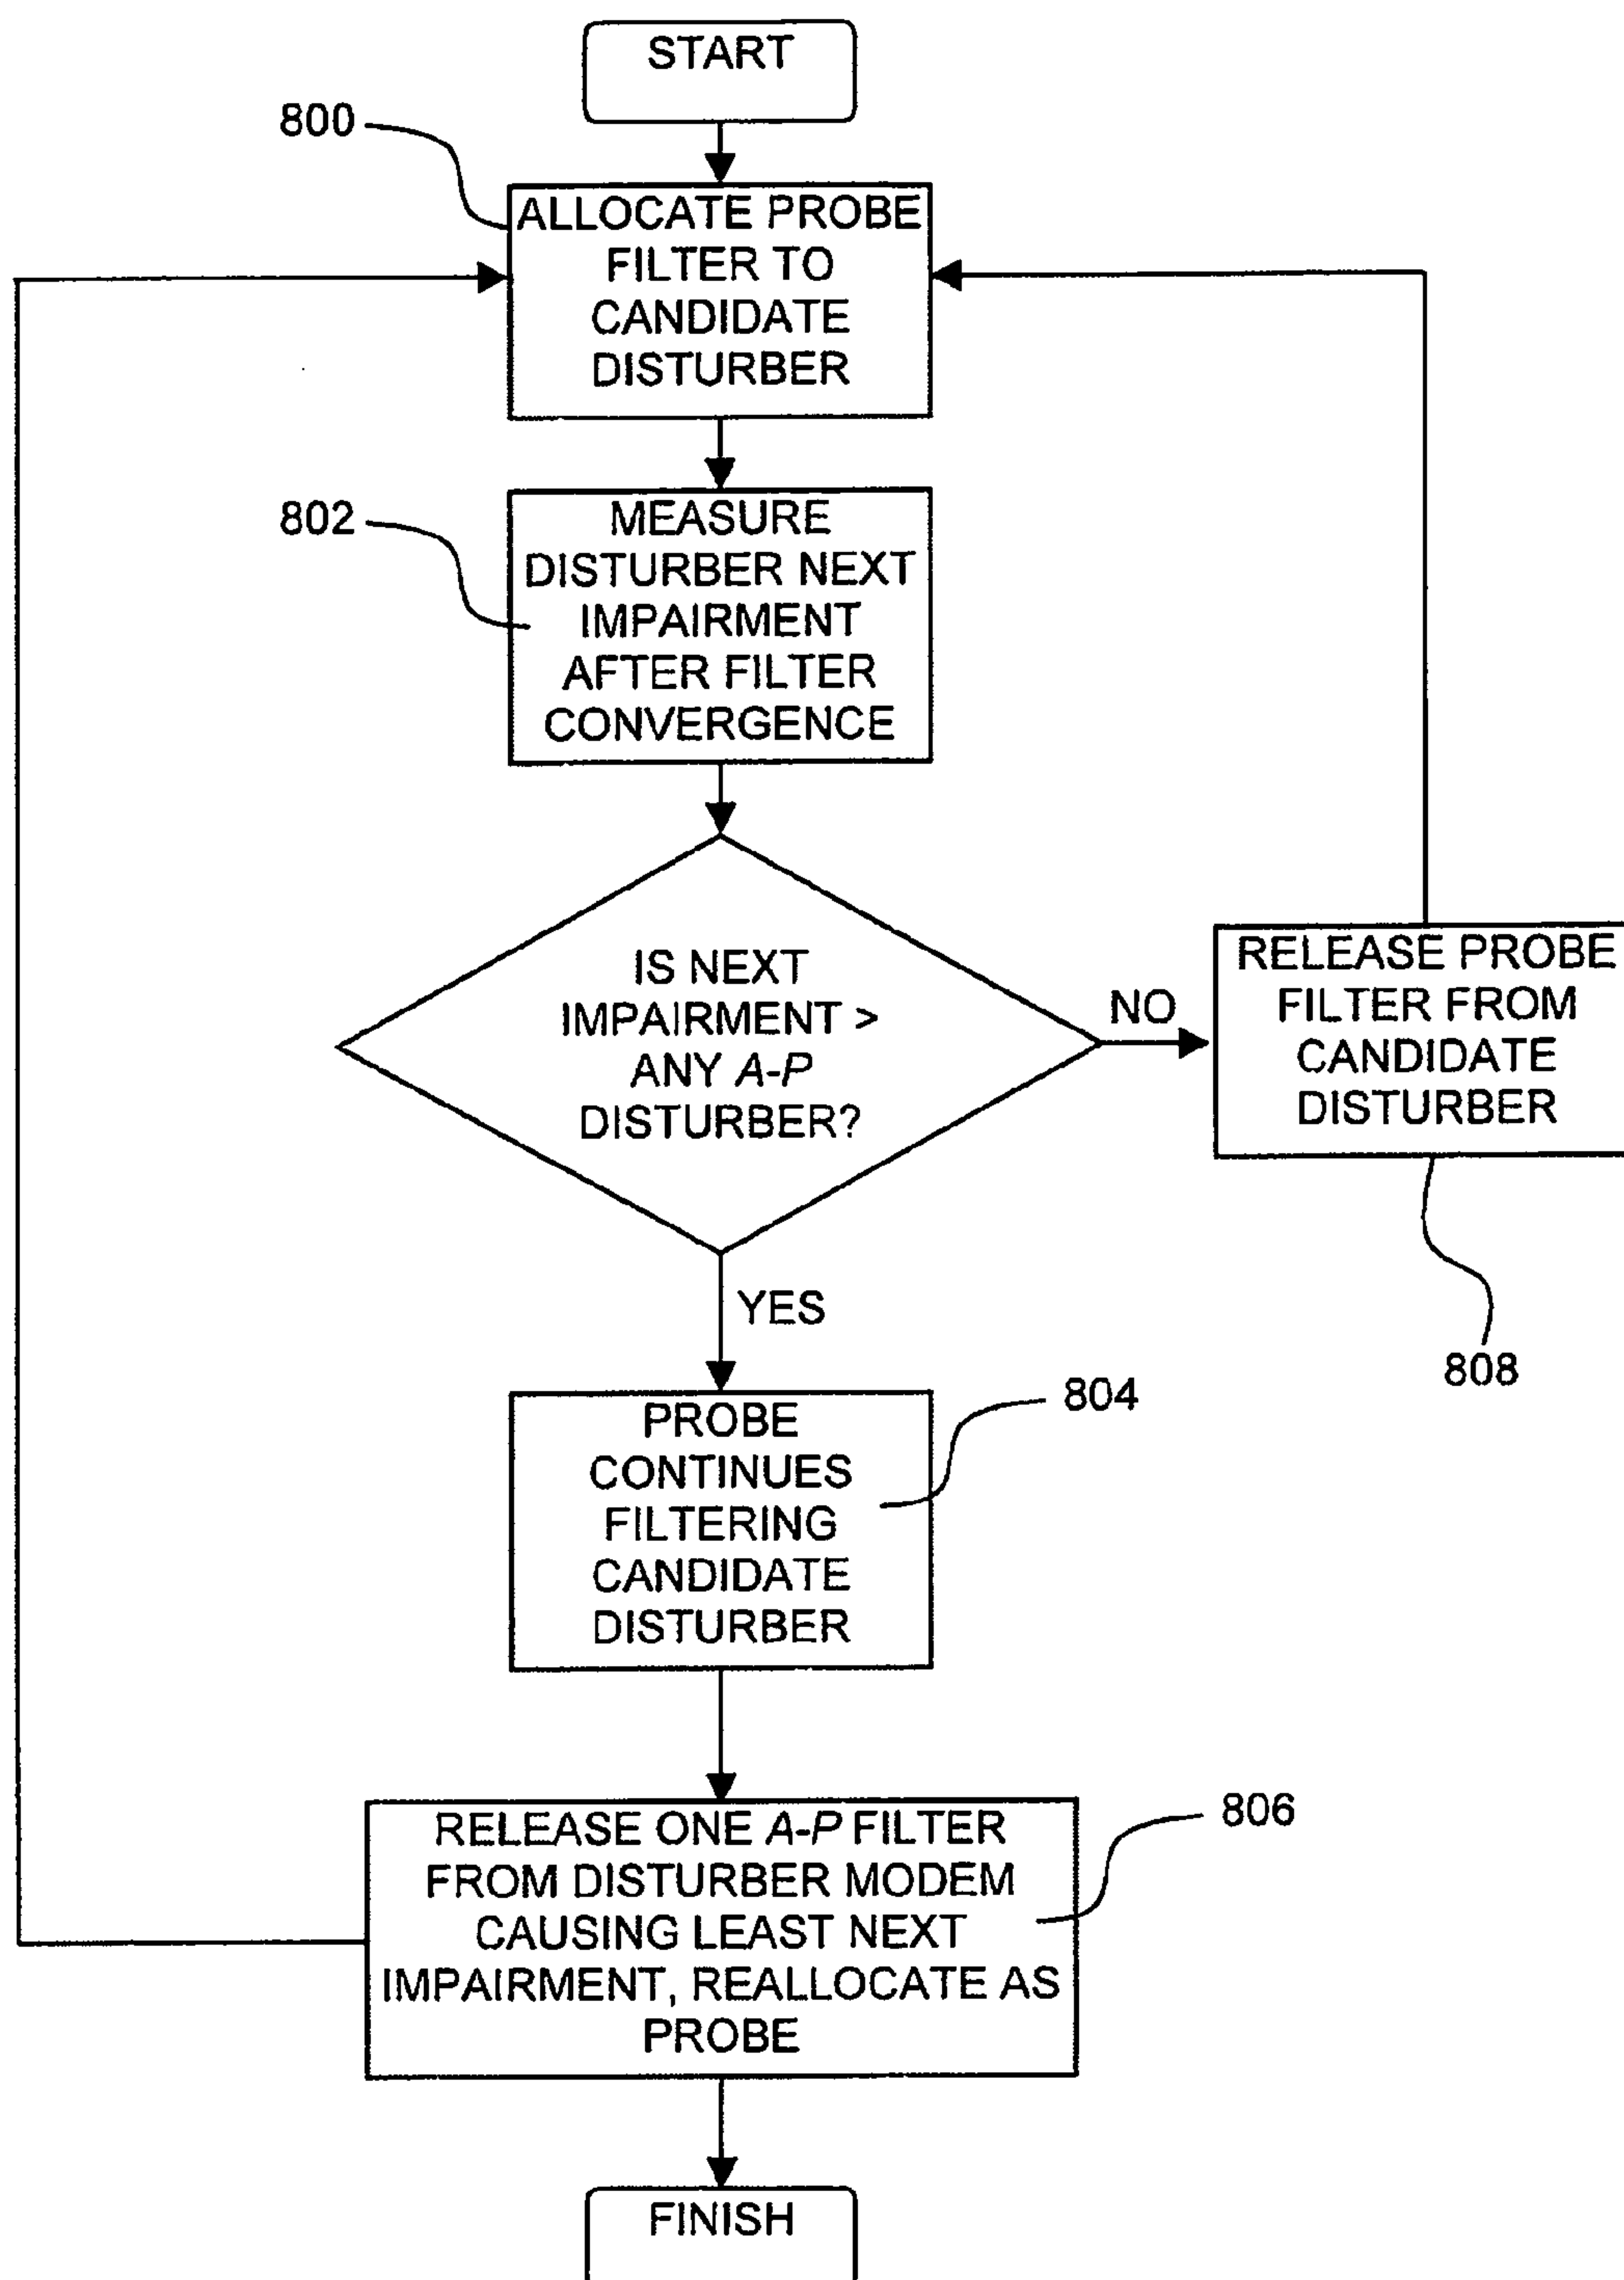 START
800
ALLOCATE PROBE
FILTER TO
CANDIDATE
DISTURBER
802
MEASURE
DISTURBER NEXT
IMPAIRMENT
AFTER FILTER
CONVERGENCE
IS NEXT
IMPAIRMENT >
ANY A-P
DISTURBER?
NO
RELEASE PROBE
FILTER FROM
CANDIDATE
DISTURBER
808
YES
PROBE
CONTINUES
FILTERING
CANDIDATE
DISTURBER
804
RELEASE ONE A-P FILTER
FROM DISTURBER MODEM
CAUSING LEAST NEXT
IMPAIRMENT, REALLOCATE AS
PROBE
806
FINISH